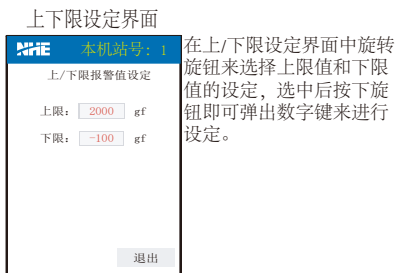 上下限设定界面
NHE 本机站号: 1
上/下限报警值设定
上限: 2000 gf
下限: -100 gf
退出
在上/下限设定界面中旋转
旋钮来选择上限值和下限
值的设定，选中后按下旋
钮即可弹出数字键来进行
设定。